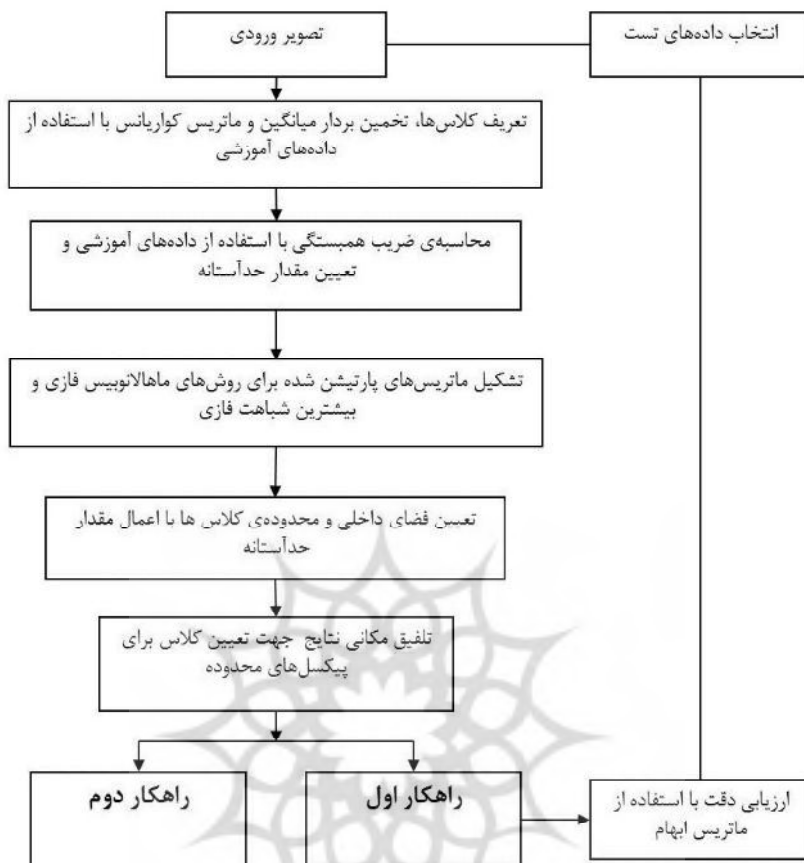 تصویر ورودی
انتخاب داده‌های تست
تعریف کلاس‌ها، تخمین بردار میانگین و ماتریس کواریانس با استفاده از
داده‌های آموزشی
محاسبه‌ی ضریب همبستگی با استفاده از داده‌های آموزشی و
تعیین مقدار حدآستانه
تشکیل ماتریس‌های پارتیشن شده برای روش‌های ماهالانوبیس فازی و
بیشترین شباهت فازی
تعیین فضای داخلی و محدوده‌ی کلاس ها با اعمال مقدار
حدآستانه
تلفیق مکانی نتایج جهت تعیین کلاس برای
پیکسل‌های محدوده
راهکار اول
راهکار دوم
ارزیابی دقت با استفاده از
ماتریس ابهام